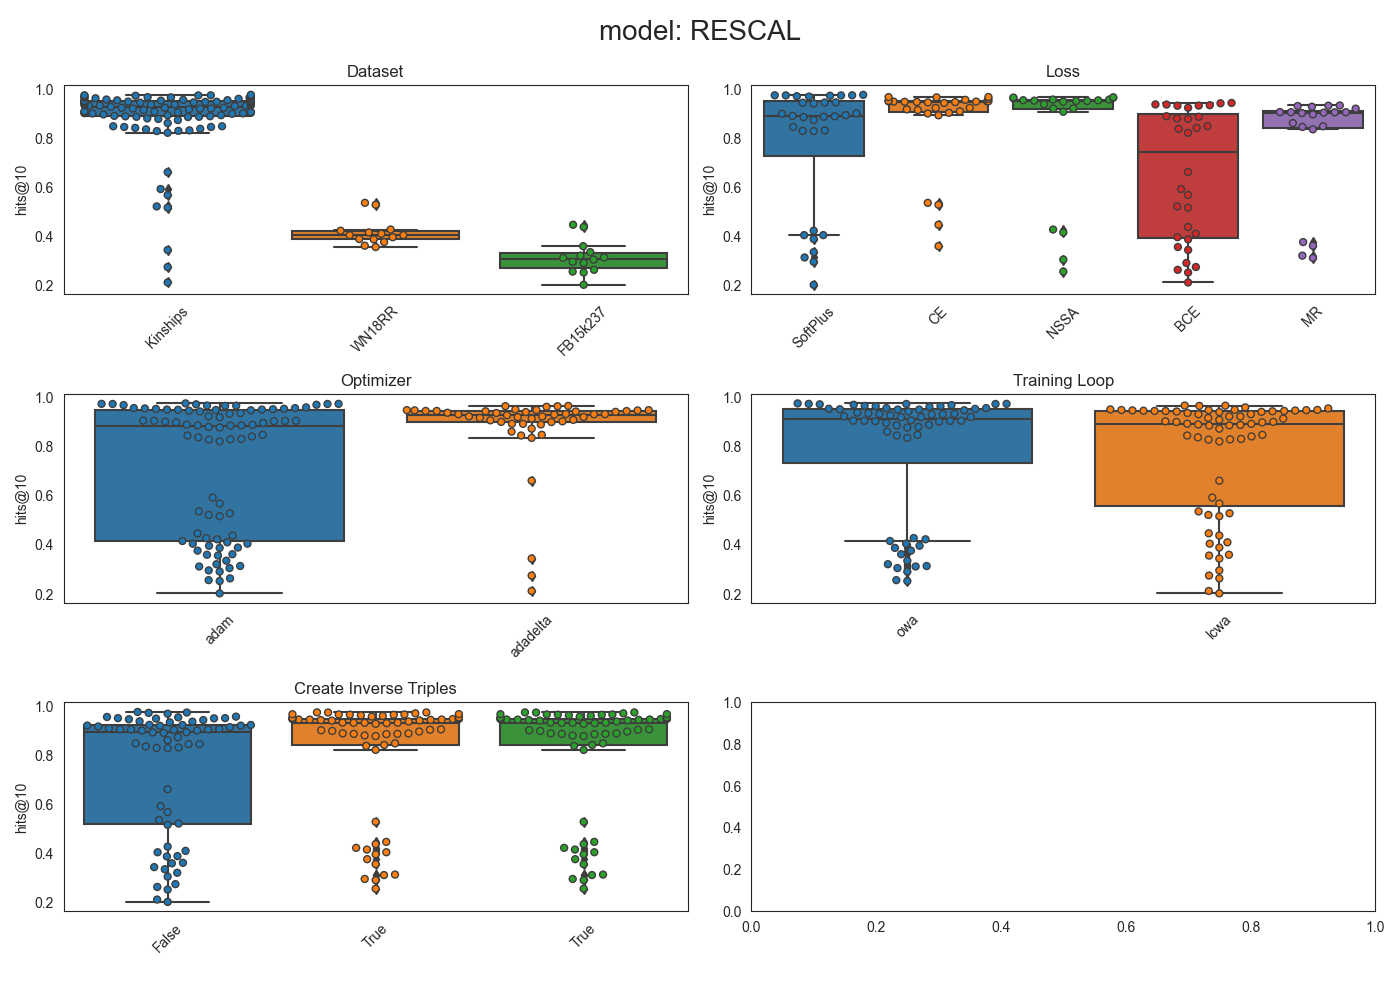 model: RESCAL
Dataset
hits@10
1.0
0.8
0.6
0.4
0.2
Kinships
WN18RR
FB15k237
Loss
hits@10
1.0
0.8
0.6
0.4
0.2
SoftPlus
CE
NSSA
BCE
MR
Optimizer
hits@10
1.0
0.8
0.6
0.4
0.2
adam
adadelta
Training Loop
hits@10
1.0
0.8
0.6
0.4
0.2
owa
lcwa
Create Inverse Triples
hits@10
1.0
0.8
0.6
0.4
0.2
False
True
True
1.0
0.8
0.6
0.4
0.2
0.0
0.0
0.2
0.4
0.6
0.8
1.0